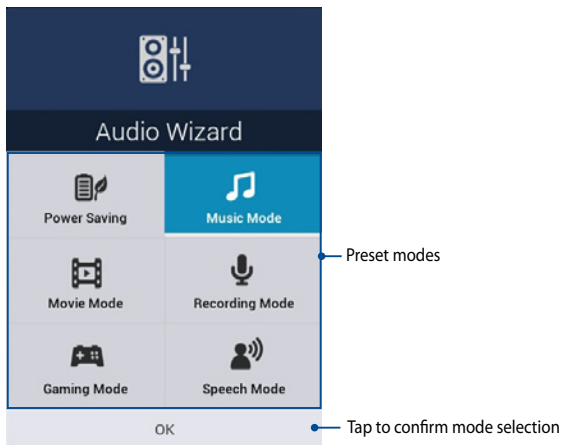 Audio Wizard
Power Saving
Music Mode
Preset modes
Movie Mode
Recording Mode
Gaming Mode
Speech Mode
OK
Tap to confirm mode selection